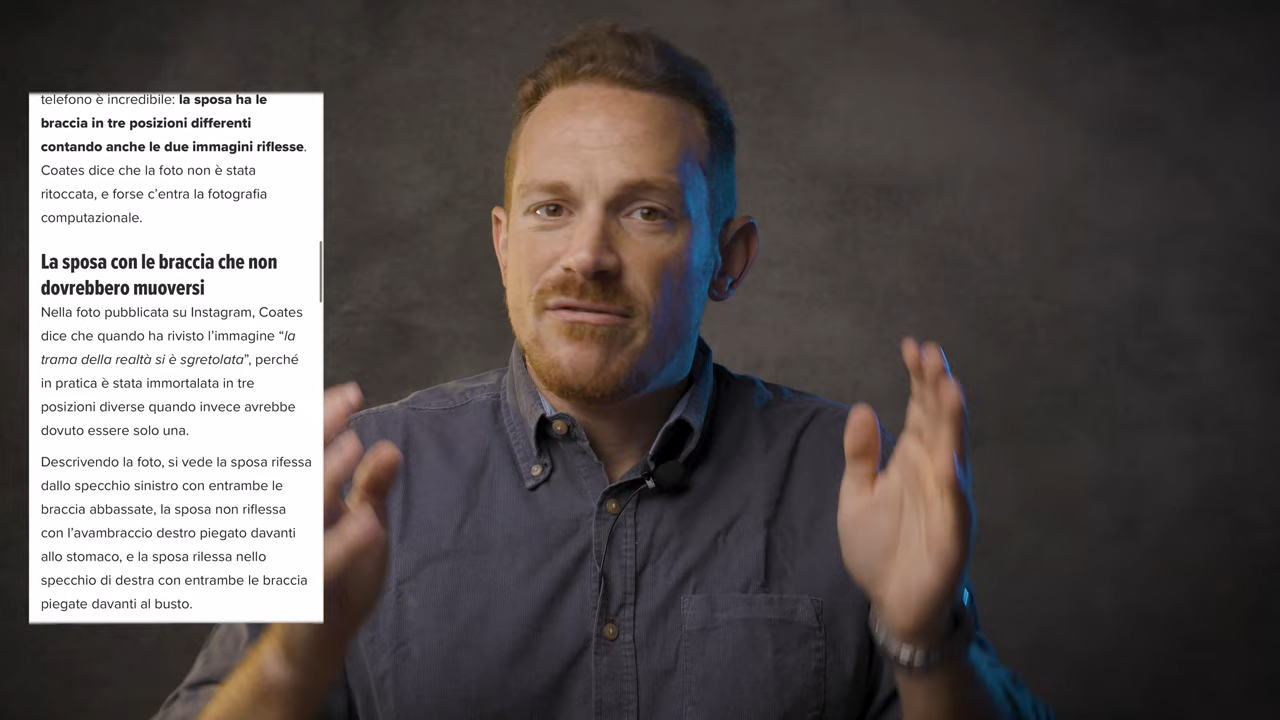 telefono è incredibile: la sposa ha le
braccia in tre posizioni differenti
contando anche le due immagini riflesse.
Coates dice che la foto non è stata
ritoccata, e forse c'entra la fotografia
computazionale.
La sposa con le braccia che non
dovrebbero muoversi
Nella foto pubblicata su Instagram, Coates
dice che quando ha rivisto l'immagine “la
trama della realtà si è sgretolata”, perché
in pratica è stata immortalata in tre
posizioni diverse quando invece avrebbe
dovuto essere solo una.
Descrivendo la foto, si vede la sposa rifessa
dallo specchio sinistro con entrambe le
braccia abbassate, la sposa non riflessa
con l'avambraccio destro piegato davanti
allo stomaco, e la sposa rilessa nello
specchio di destra con entrambe le braccia
piegate davanti al busto.